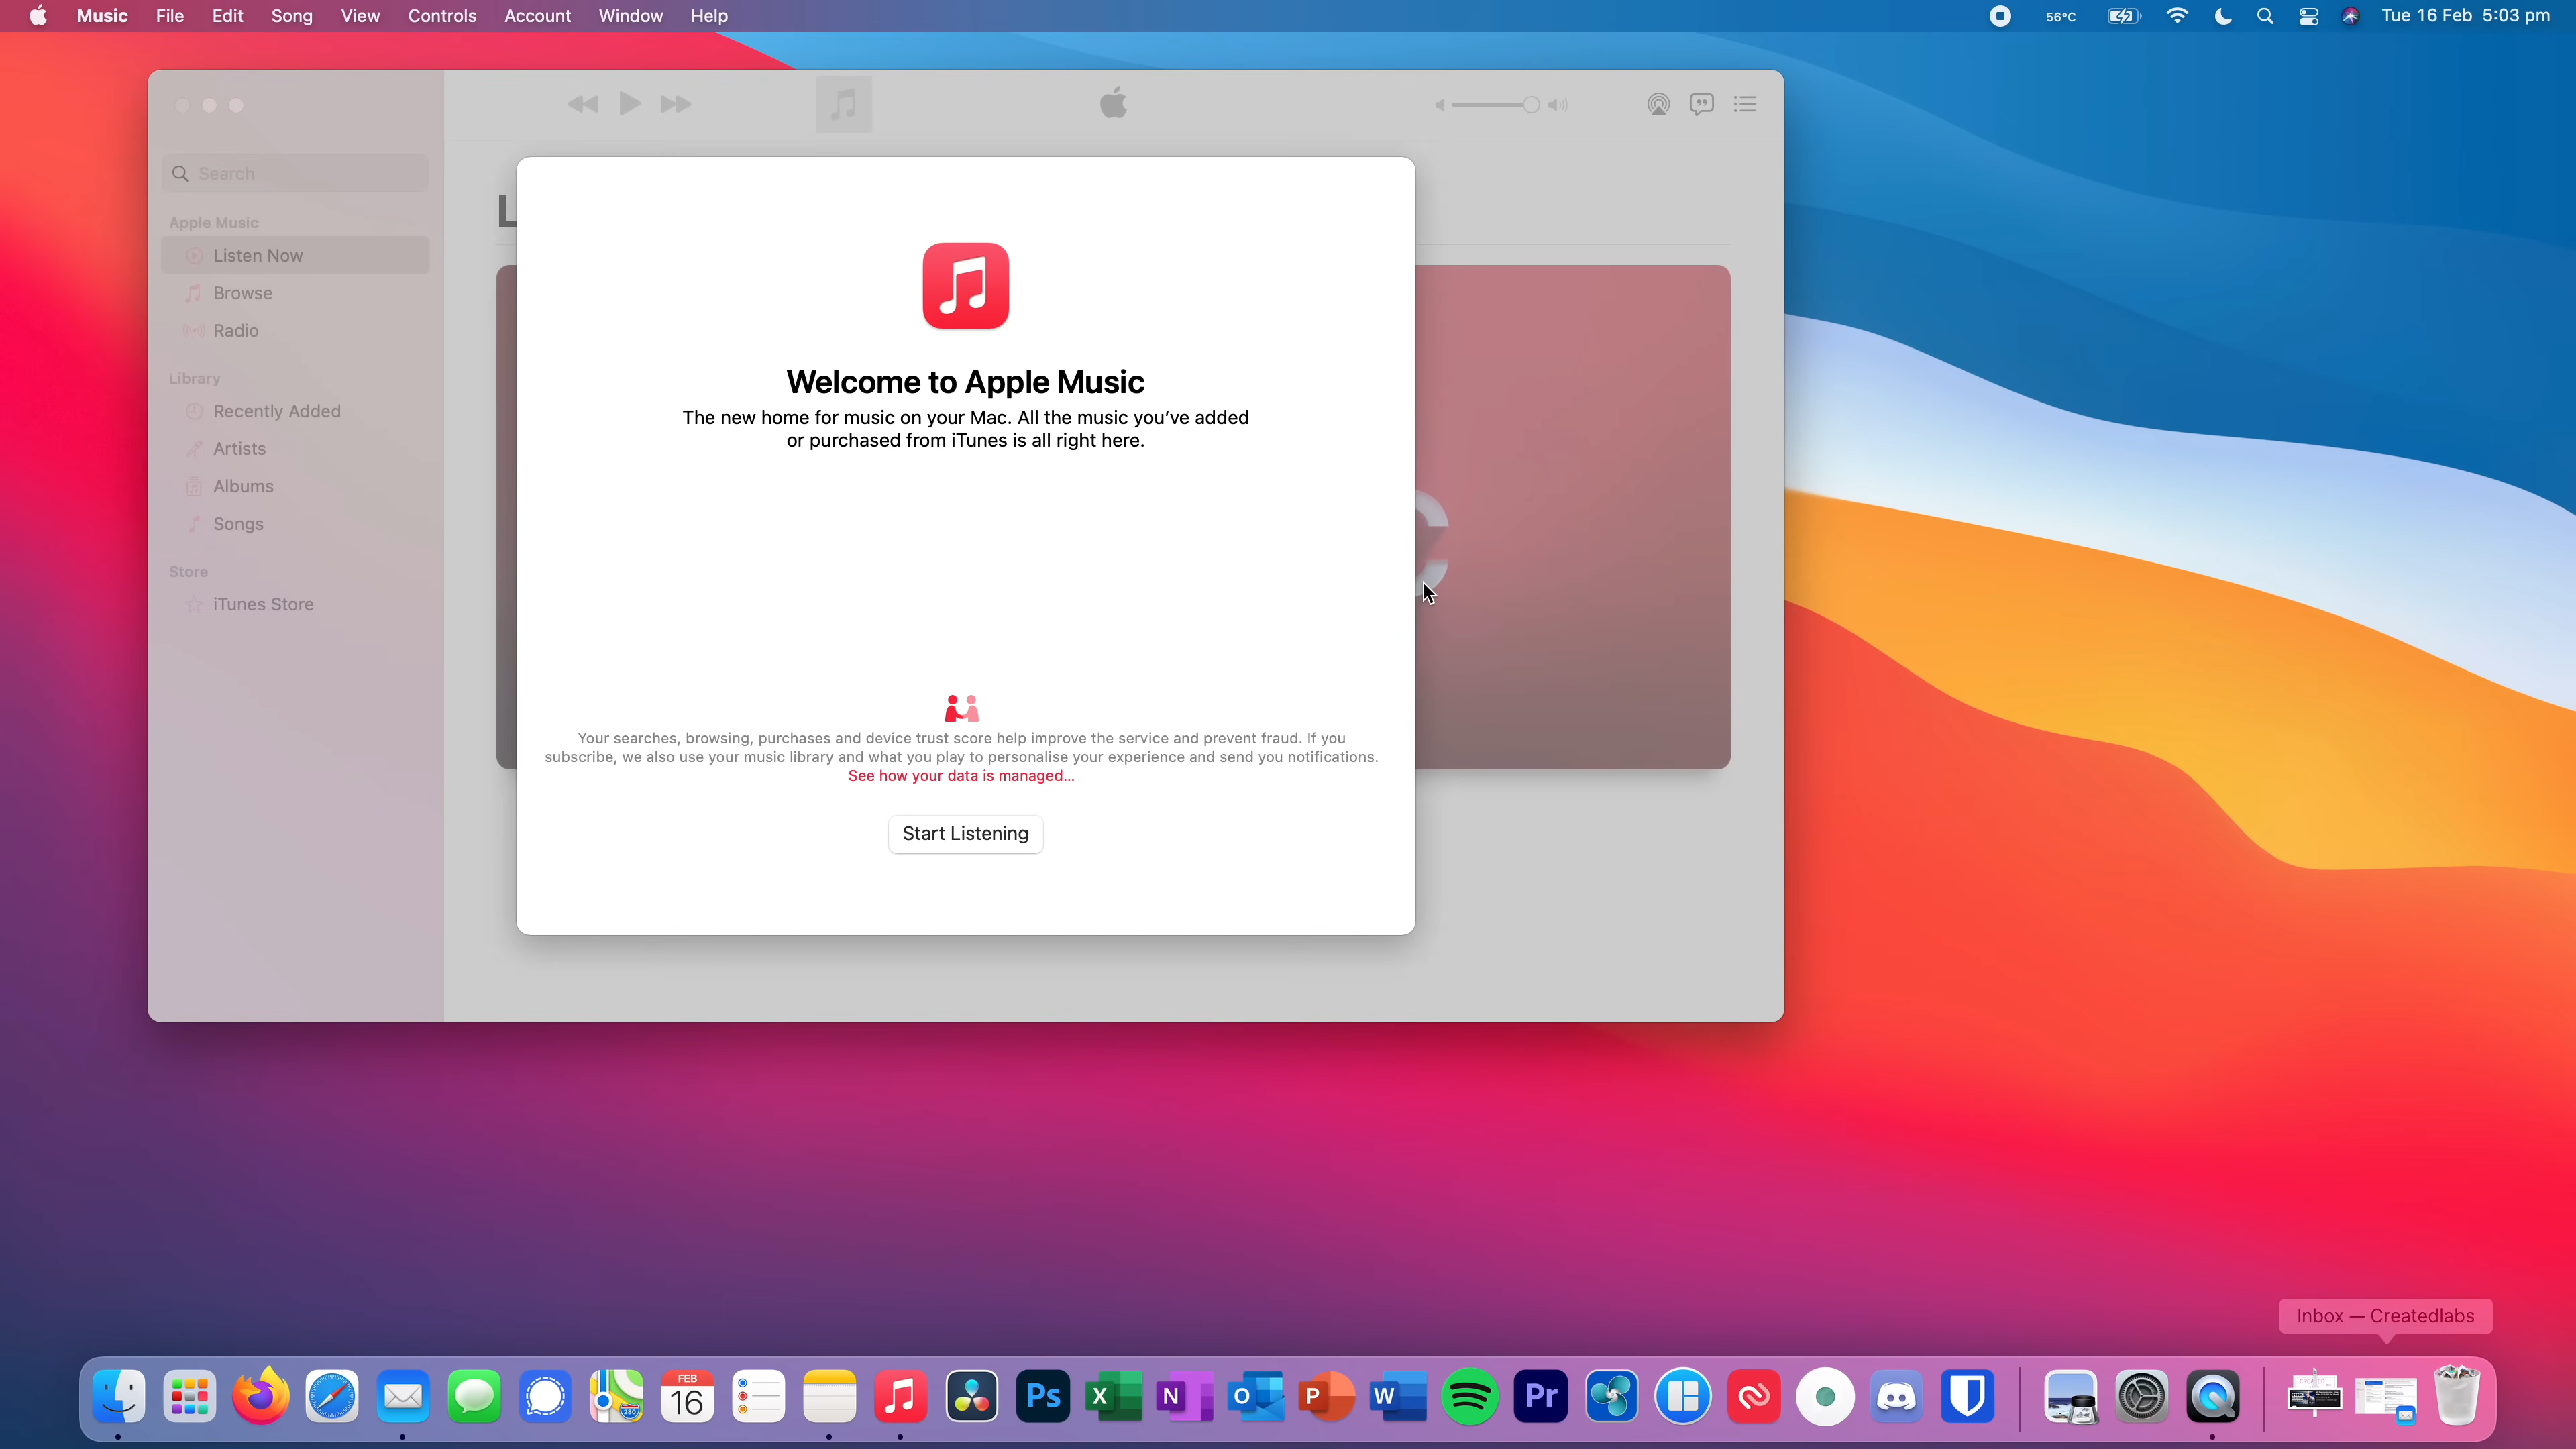 Music File Edit Song View Controls Account Window Help
56°C Tue 16 Feb 5:03 pm
Search
Apple Music
Listen Now
Browse
Radio
Library
Recently Added
Artists
Albums
Songs
Store
iTunes Store
L
Welcome to Apple Music
The new home for music on your Mac. All the music you've added
or purchased from iTunes is all right here.
Your searches, browsing, purchases and device trust score help improve the service and prevent fraud. If you
subscribe, we also use your music library and what you play to personalise your experience and send you notifications.
See how your data is managed...
Start Listening
Inbox — Createdlabs
FEB
16
280
Ps
X
N
O
P
W
Pr
CREATED